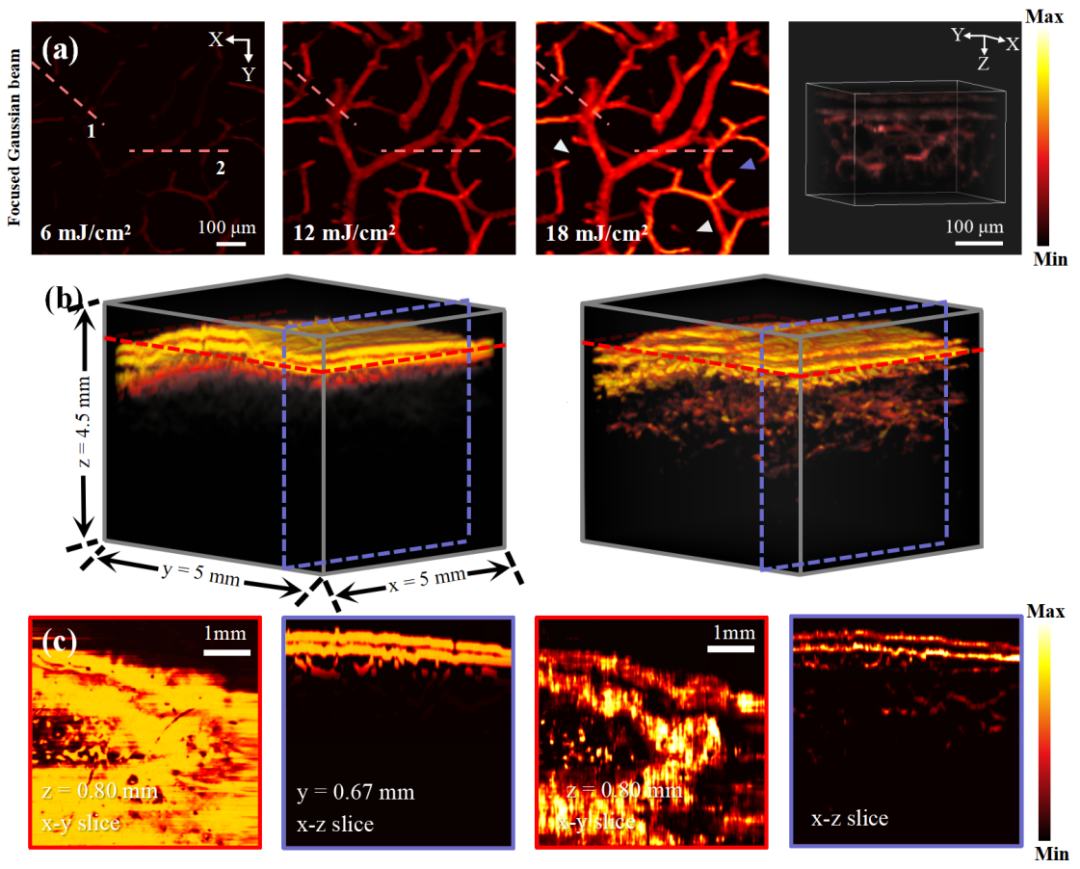 Focused Gaussian beam
(a)
X
Y
1
2
6 mJ/cm²
100 μm
12 mJ/cm²
18 mJ/cm²
Y
X
Z
100 μm
Max
Min
(b)
z = 4.5 mm
y = 5 mm
x = 5 mm
(c)
1mm
z = 0.80 mm
x-y slice
y = 0.67 mm
x-z slice
1mm
z = 0.80 mm
x-y slice
x-z slice
Max
Min